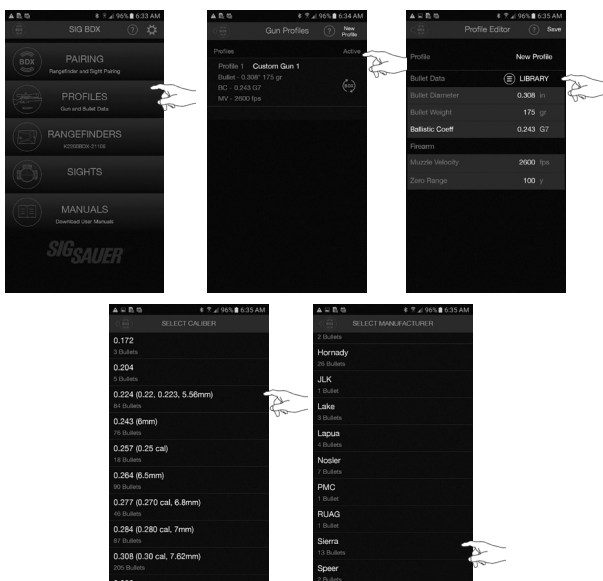 96% 6:33 AM
SIG BDX
BDX
PAIRING
Rangefinder and Sight Pairing
PROFILES
Gun and Bullet Data
RANGEFINDERS
SIGHTS
MANUALS
Download User Manuals
SIG SAUER
96% 6:34 AM
Gun Profiles ? New Profile
Profiles Active
Profile 1 Custom Gun 1
Bullet - 0.308" 175 gr
BC - 0.243 G7
MV - 2600 fps
BDX
96% 6:35 AM
Profile Editor ? Save
Profile New Profile
Bullet Data LIBRARY
Bullet Diameter 0.308 in
Bullet Weight 175 gr
Ballistic Coeff 0.243 G7
Firearm
Muzzle Velocity 2600 fps
Zero Range 100 y
96% 6:35 AM
SELECT CALIBER
0.172
3 Bullets
0.204
5 Bullets
0.224 (0.22, 0.223, 5.56mm)
84 Bullets
0.243 (6mm)
76 Bullets
0.257 (0.25 cal)
18 Bullets
0.264 (6.5mm)
90 Bullets
0.277 (0.270 cal, 6.8mm)
46 Bullets
0.284 (0.280 cal, 7mm)
87 Bullets
0.308 (0.30 cal, 7.62mm)
205 Bullets
96% 6:35 AM
SELECT MANUFACTURER
2 Bullets
Hornady
26 Bullets
JLK
1 Bullet
Lake
3 Bullets
Lapua
4 Bullets
Nosler
7 Bullets
PMC
1 Bullet
RUAG
1 Bullet
Sierra
13 Bullets
Speer
2 Bullets